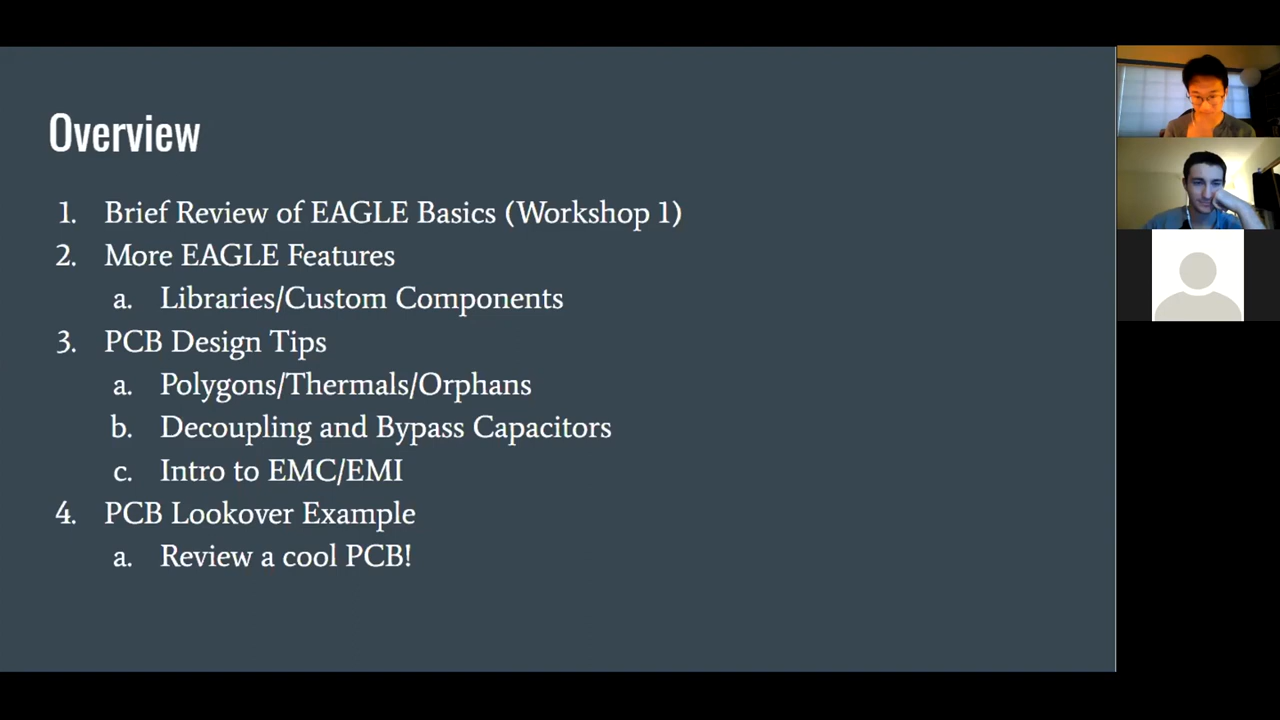 Overview
1. Brief Review of EAGLE Basics (Workshop 1)
2. More EAGLE Features
a. Libraries/Custom Components
3. PCB Design Tips
a. Polygons/Thermals/Orphans
b. Decoupling and Bypass Capacitors
c. Intro to EMC/EMI
4. PCB Lookover Example
a. Review a cool PCB!